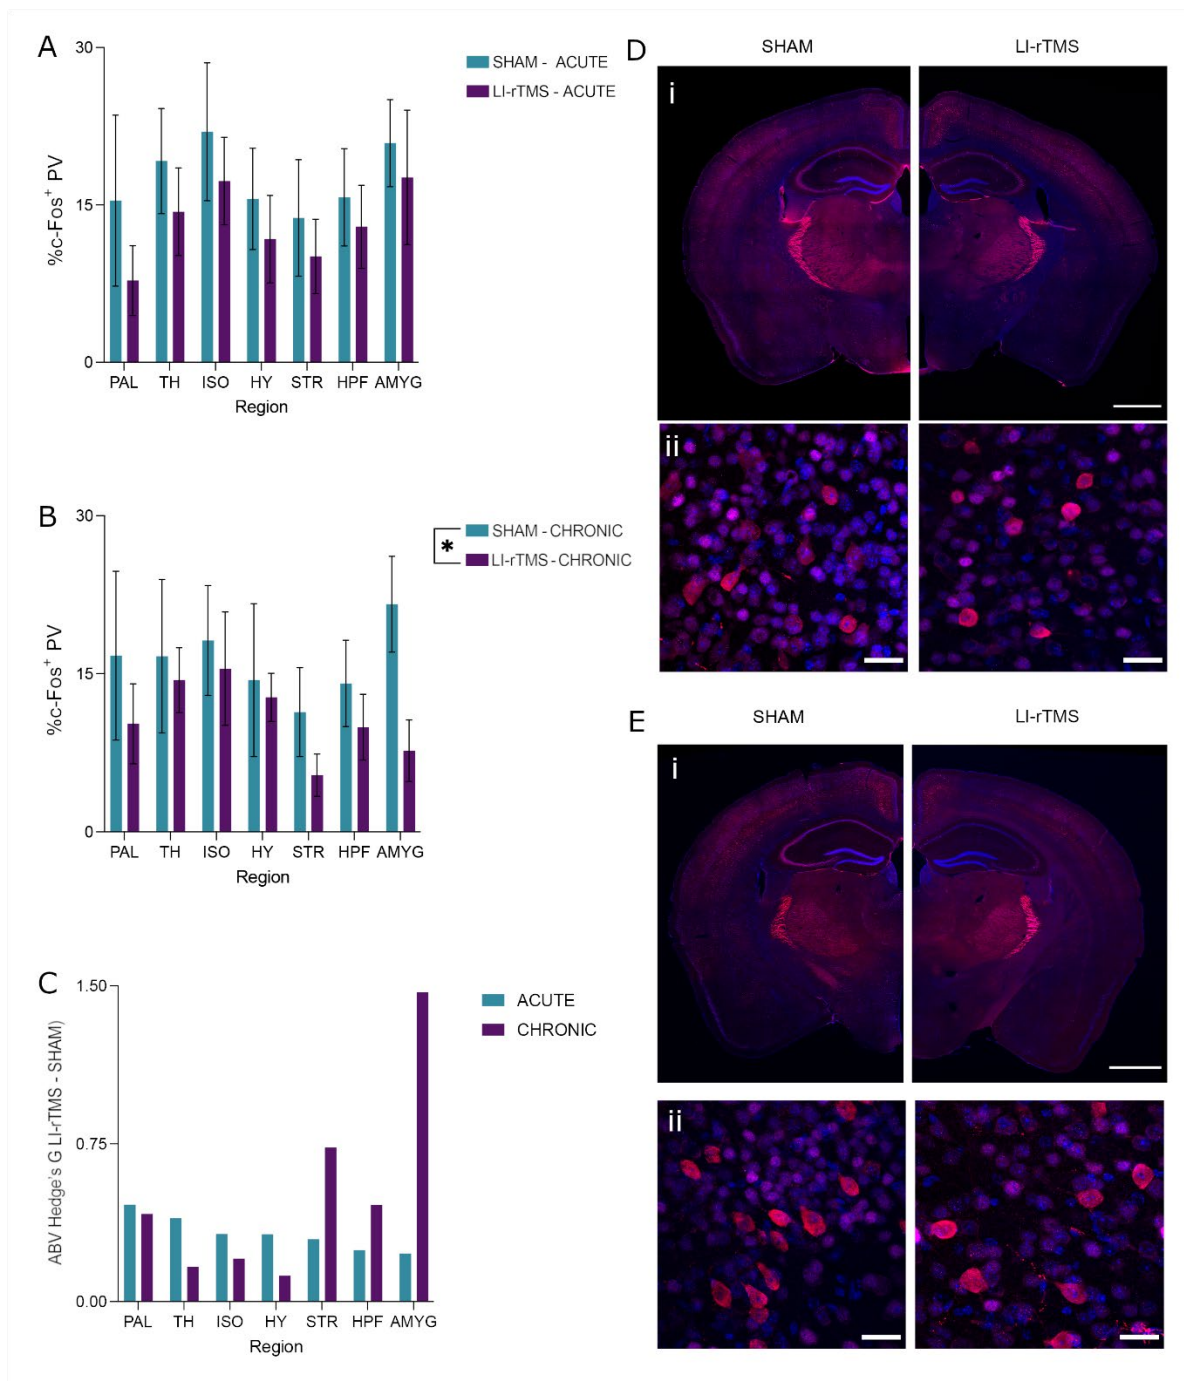 A
30
15
0
%c-Fos⁺ PV
SHAM - ACUTE
LI-rTMS - ACUTE
PAL TH ISO HY STR HPF AMYG
Region
B
30
15
0
%c-Fos⁺ PV
SHAM - CHRONIC
*
LI-rTMS - CHRONIC
PAL TH ISO HY STR HPF AMYG
Region
C
1.50
0.75
0.00
ABV Hedge's G LI-rTMS - SHAM)
ACUTE
CHRONIC
PAL TH ISO HY STR HPF AMYG
Region
D
SHAM LI-rTMS
i
ii
E
SHAM LI-rTMS
i
ii